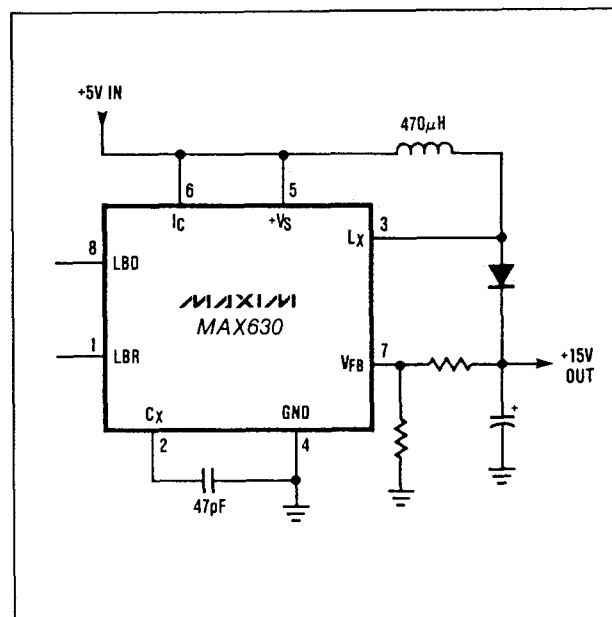 +5V IN
470µH
6
5
3
IC
+VS
LX
8
LBD
MAXIM
MAX630
1
LBR
VFB
7
+15V
OUT
CX
GND
2
4
+
47pF